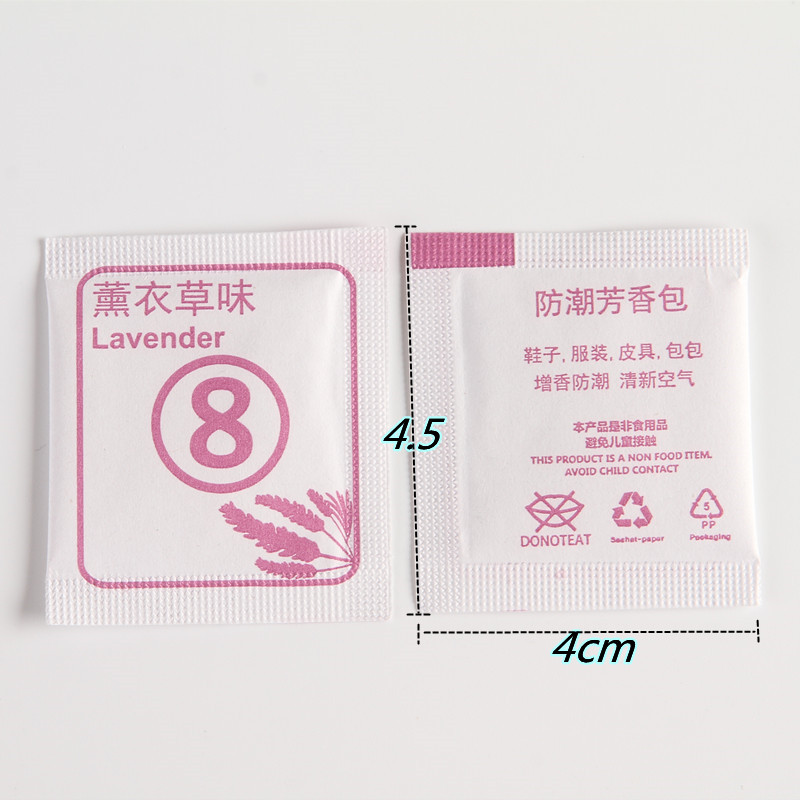 薰衣草味
Lavender
8
防潮芳香包
鞋子, 服装, 皮具, 包包
增香防潮 清新空气
本产品是非食用品
避免儿童接触
THIS PRODUCT IS A NON FOOD ITEM.
AVOID CHILD CONTACT
DONOTEAT
Sachet-paper
5
PP
Packaging
4.5
4cm